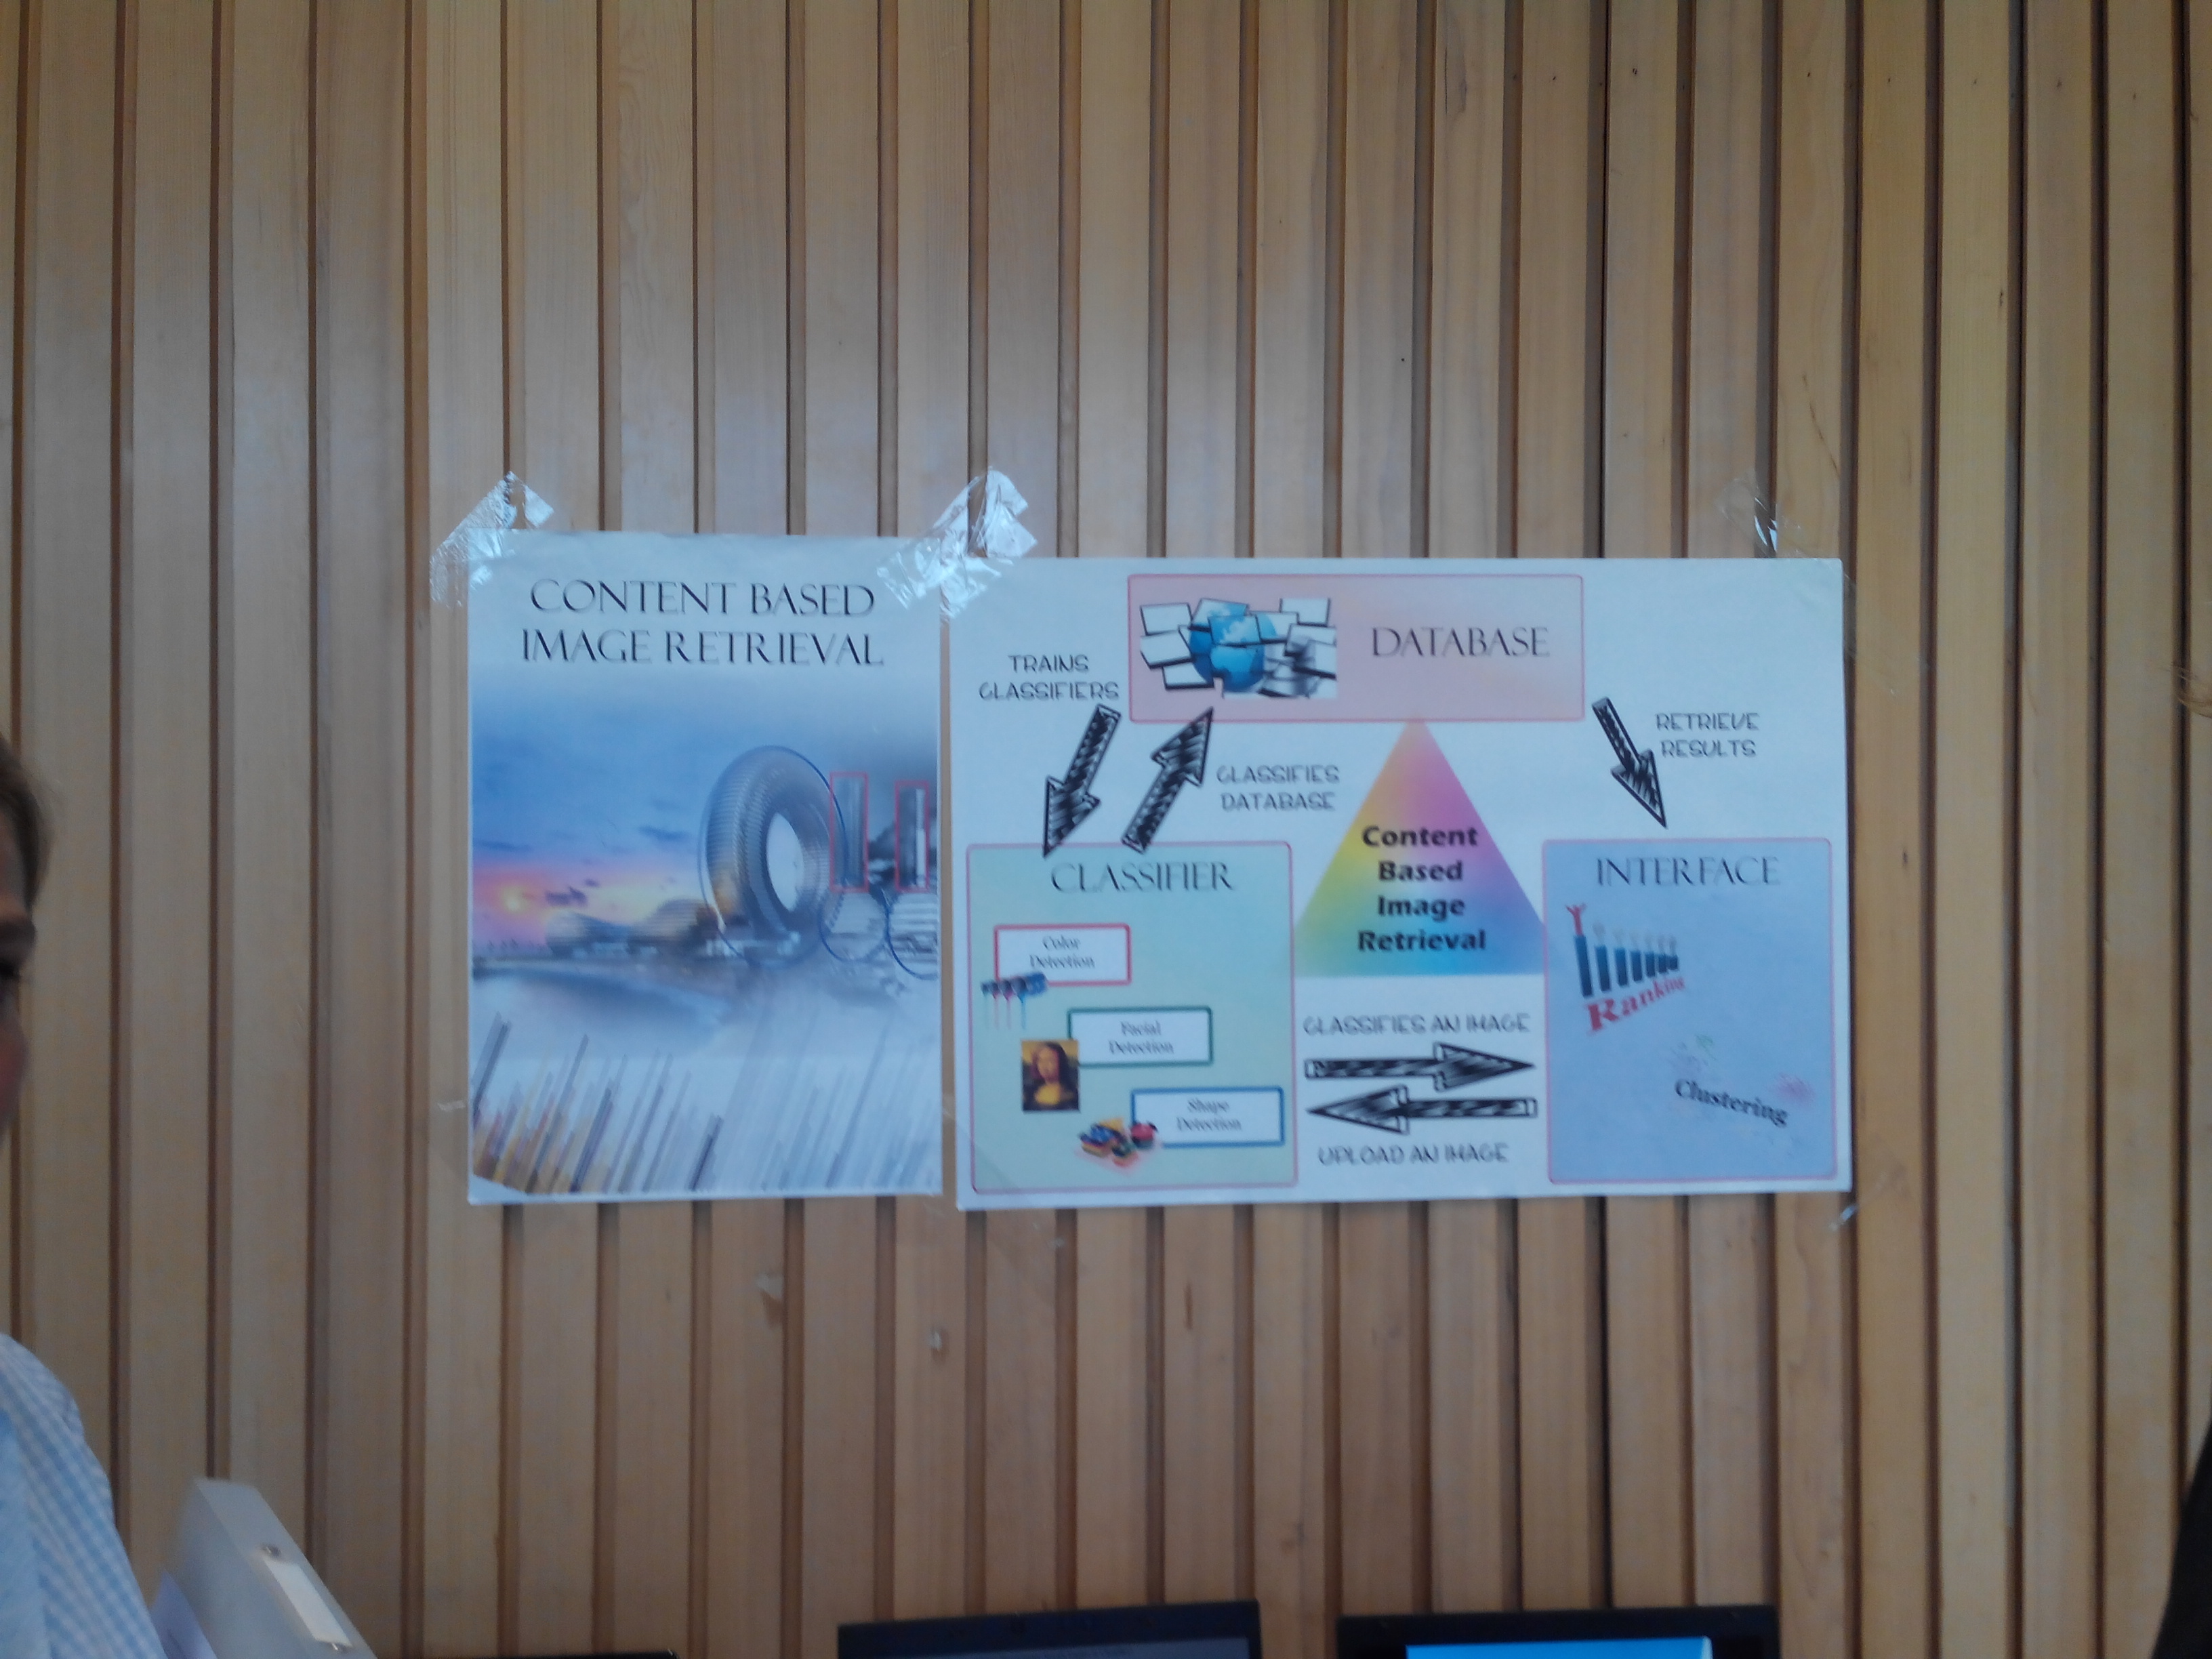 CONTENT BASED
IMAGE RETRIEVAL
DATABASE
TRAINS
CLASSIFIERS
RETRIEVE
RESULTS
CLASSIFIES
DATABASE
Content
Based
Image
Retrieval
CLASSIFIER
Color
Detection
Facial
Detection
Shape
Detection
CLASSIFIES AN IMAGE
UPLOAD AN IMAGE
INTERFACE
Ranking
Clustering